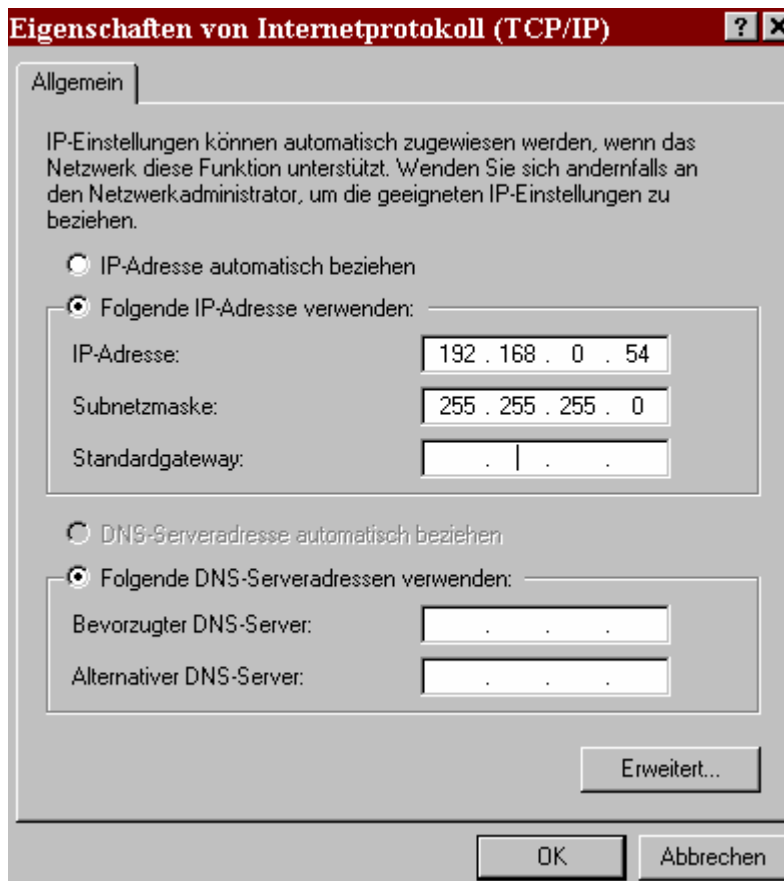 Eigenschaften von Internetprotokoll (TCP/IP) ? X
Allgemein
IP-Einstellungen können automatisch zugewiesen werden, wenn das
Netzwerk diese Funktion unterstützt. Wenden Sie sich andernfalls an
den Netzwerkadministrator, um die geeigneten IP-Einstellungen zu
beziehen.
IP-Adresse automatisch beziehen
Folgende IP-Adresse verwenden:
IP-Adresse: 192 . 168 . 0 . 54
Subnetzmaske: 255 . 255 . 255 . 0
Standardgateway: . . .
DNS-Serveradresse automatisch beziehen
Folgende DNS-Serveradressen verwenden:
Bevorzugter DNS-Server: . . .
Alternativer DNS-Server: . . .
Erweitert...
OK Abbrechen